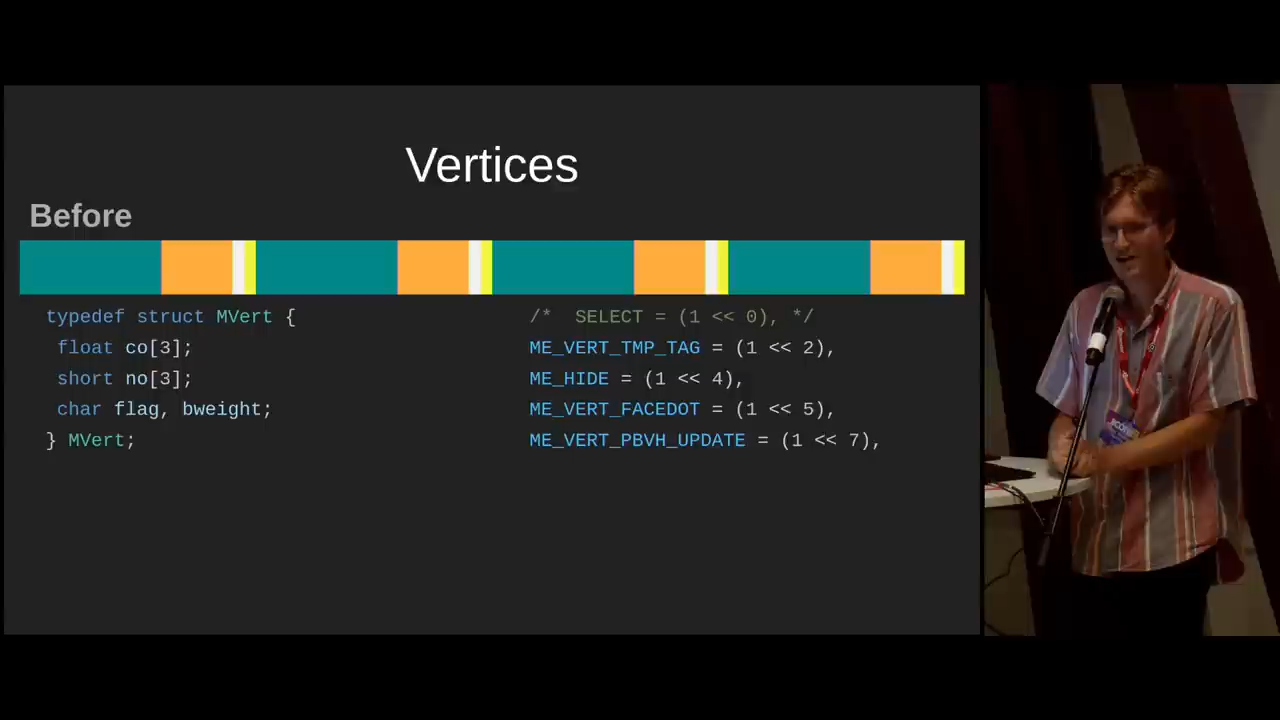 Vertices
Before
typedef struct MVert {
float co[3];
short no[3];
char flag, bweight;
} MVert;
/*  SELECT = (1 << 0), */
ME_VERT_TMP_TAG = (1 << 2),
ME_HIDE = (1 << 4),
ME_VERT_FACEDOT = (1 << 5),
ME_VERT_PBVH_UPDATE = (1 << 7),